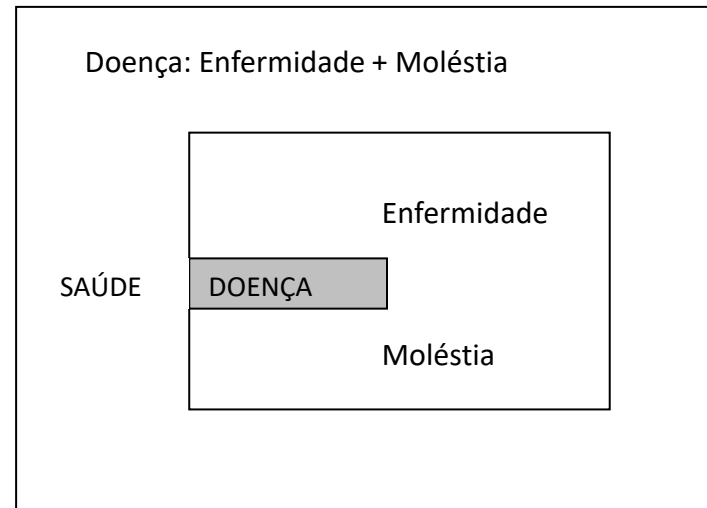 Doença: Enfermidade + Moléstia
Enfermidade
SAÚDE
DOENÇA
Moléstia